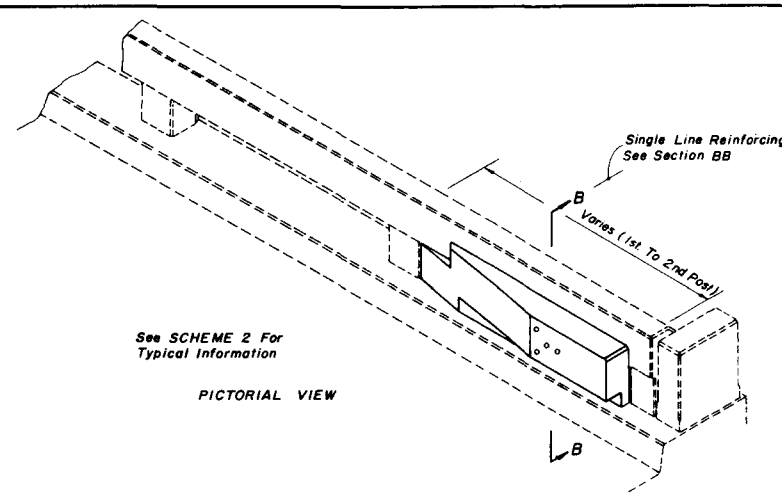 Single Line Reinforcing
See Section BB
B
Varies (1st. To 2nd Post)
See SCHEME 2 For
Typical Information
PICTORIAL VIEW
B